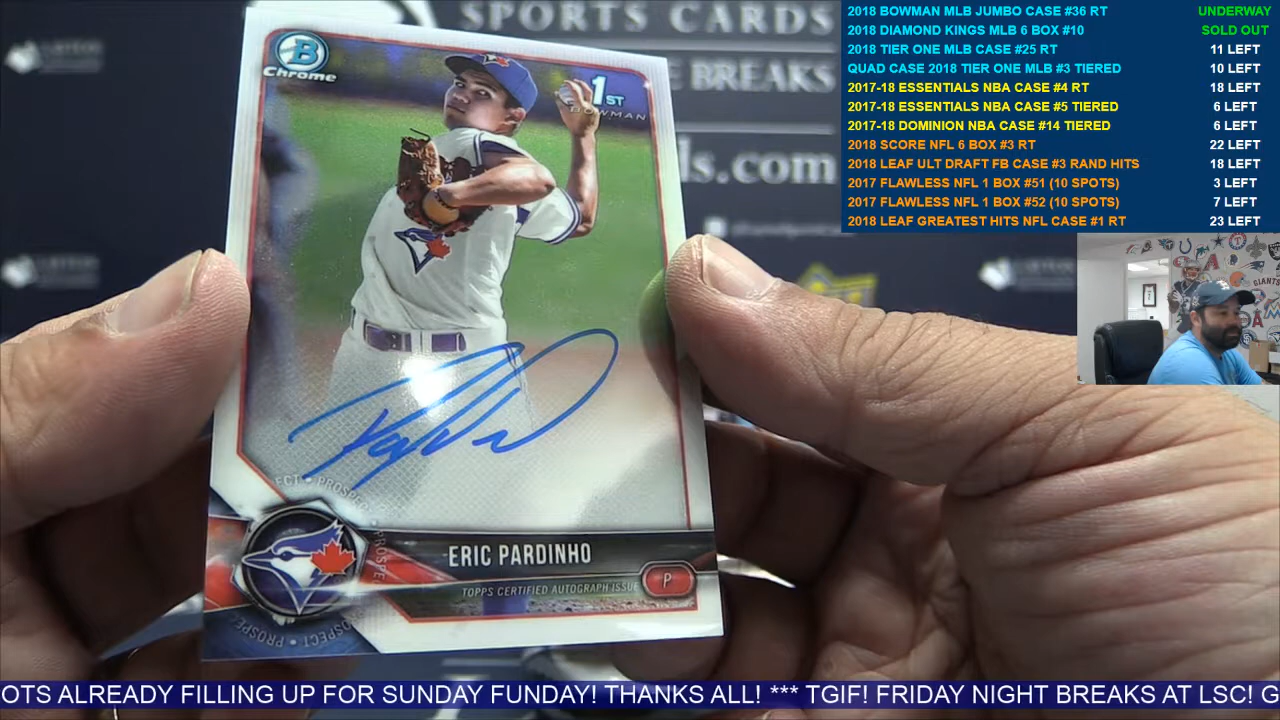 SPORTS CARDS
E BREAKS
ds.com
B
Chrome
1ST
BOWMAN
ECT • PROSPECT
ERIC PARDINHO
TOPPS CERTIFIED AUTOGRAPH ISSUE
P
2018 BOWMAN MLB JUMBO CASE #36 RT UNDERWAY
2018 DIAMOND KINGS MLB 6 BOX #10 SOLD OUT
2018 TIER ONE MLB CASE #25 RT 11 LEFT
QUAD CASE 2018 TIER ONE MLB #3 TIERED 10 LEFT
2017-18 ESSENTIALS NBA CASE #4 RT 18 LEFT
2017-18 ESSENTIALS NBA CASE #5 TIERED 6 LEFT
2017-18 DOMINION NBA CASE #14 TIERED 6 LEFT
2018 SCORE NFL 6 BOX #3 RT 22 LEFT
2018 LEAF ULT DRAFT FB CASE #3 RAND HITS 18 LEFT
2017 FLAWLESS NFL 1 BOX #51 (10 SPOTS) 3 LEFT
2017 FLAWLESS NFL 1 BOX #52 (10 SPOTS) 7 LEFT
2018 LEAF GREATEST HITS NFL CASE #1 RT 23 LEFT
GIANTS
OTS ALREADY FILLING UP FOR SUNDAY FUNDAY! THANKS ALL! *** TGIF! FRIDAY NIGHT BREAKS AT LSC! G